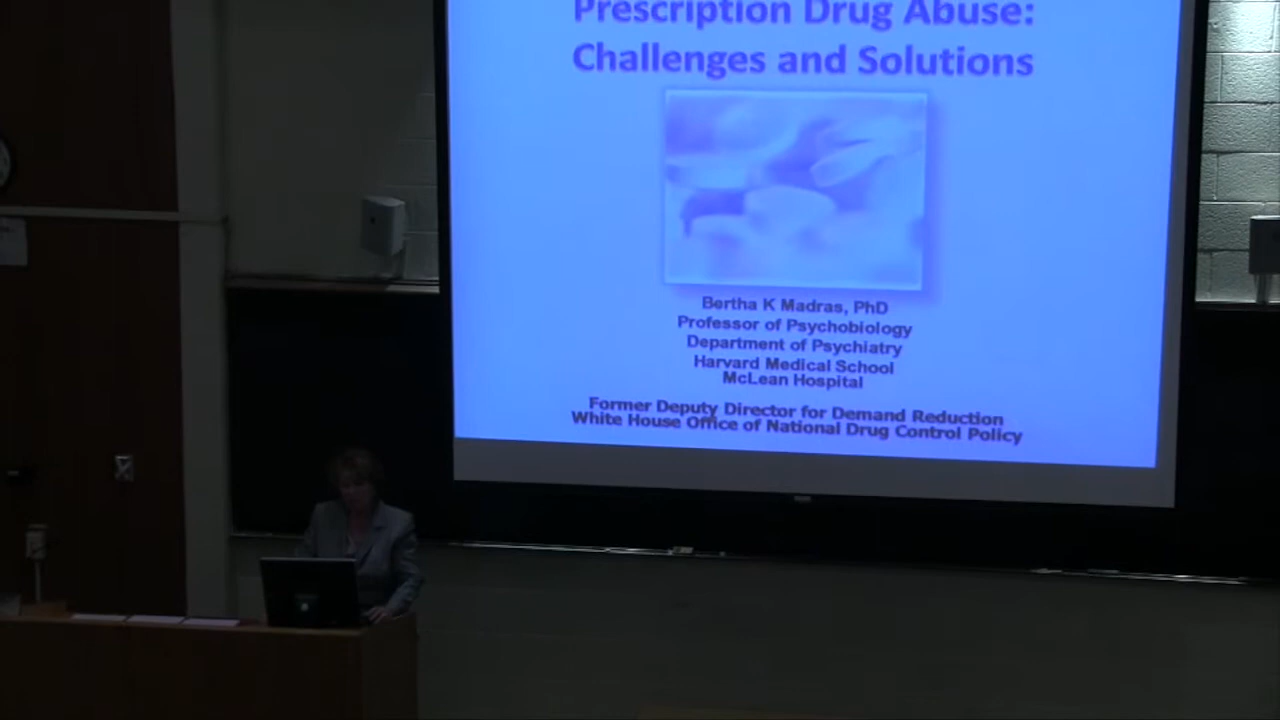 Prescription Drug Abuse:
Challenges and Solutions
Bertha K Madras, PhD
Professor of Psychobiology
Department of Psychiatry
Harvard Medical School
McLean Hospital
Former Deputy Director for Demand Reduction
White House Office of National Drug Control Policy